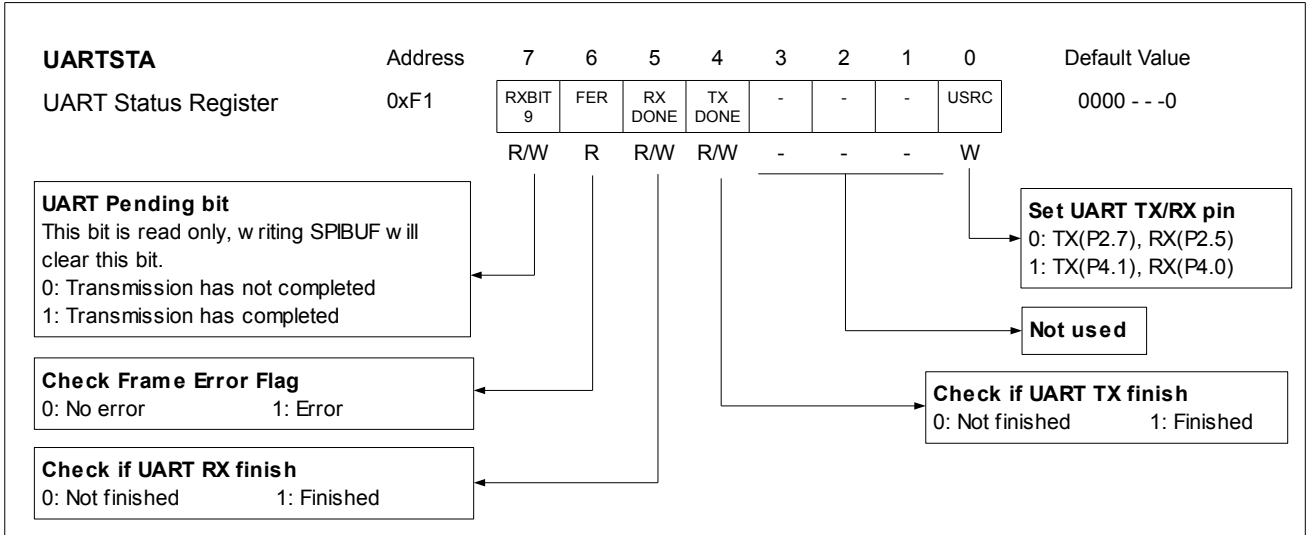 UARTSTA Address 7 6 5 4 3 2 1 0 Default Value
UART Status Register 0xF1 RXBIT 9 FER RX DONE TX DONE - - - USRC 0000 - - -0
R/W R R/W R/W - - - W
UART Pending bit
This bit is read only, writing SPIBUF will
clear this bit.
0: Transmission has not completed
1: Transmission has completed
Set UART TX/RX pin
0: TX(P2.7), RX(P2.5)
1: TX(P4.1), RX(P4.0)
Not used
Check Frame Error Flag
0: No error 1: Error
Check if UART TX finish
0: Not finished 1: Finished
Check if UART RX finish
0: Not finished 1: Finished